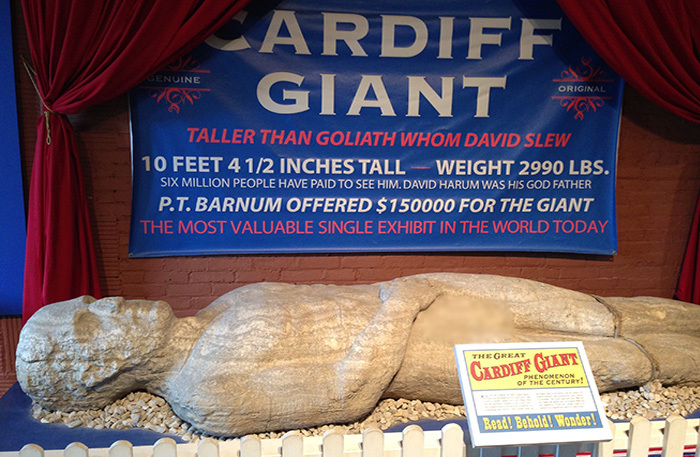 CARDIFF
GENUINE
GIANT
ORIGINAL
TALLER THAN GOLIATH WHOM DAVID SLEW
10 FEET 4 1/2 INCHES TALL — WEIGHT 2990 LBS.
SIX MILLION PEOPLE HAVE PAID TO SEE HIM. DAVID HARUM WAS HIS GOD FATHER
P.T. BARNUM OFFERED $150000 FOR THE GIANT
THE MOST VALUABLE SINGLE EXHIBIT IN THE WORLD TODAY
THE GREAT
CARDIFF GIANT
PHENOMENON
OF THE CENTURY!
Read! Behold! Wonder!